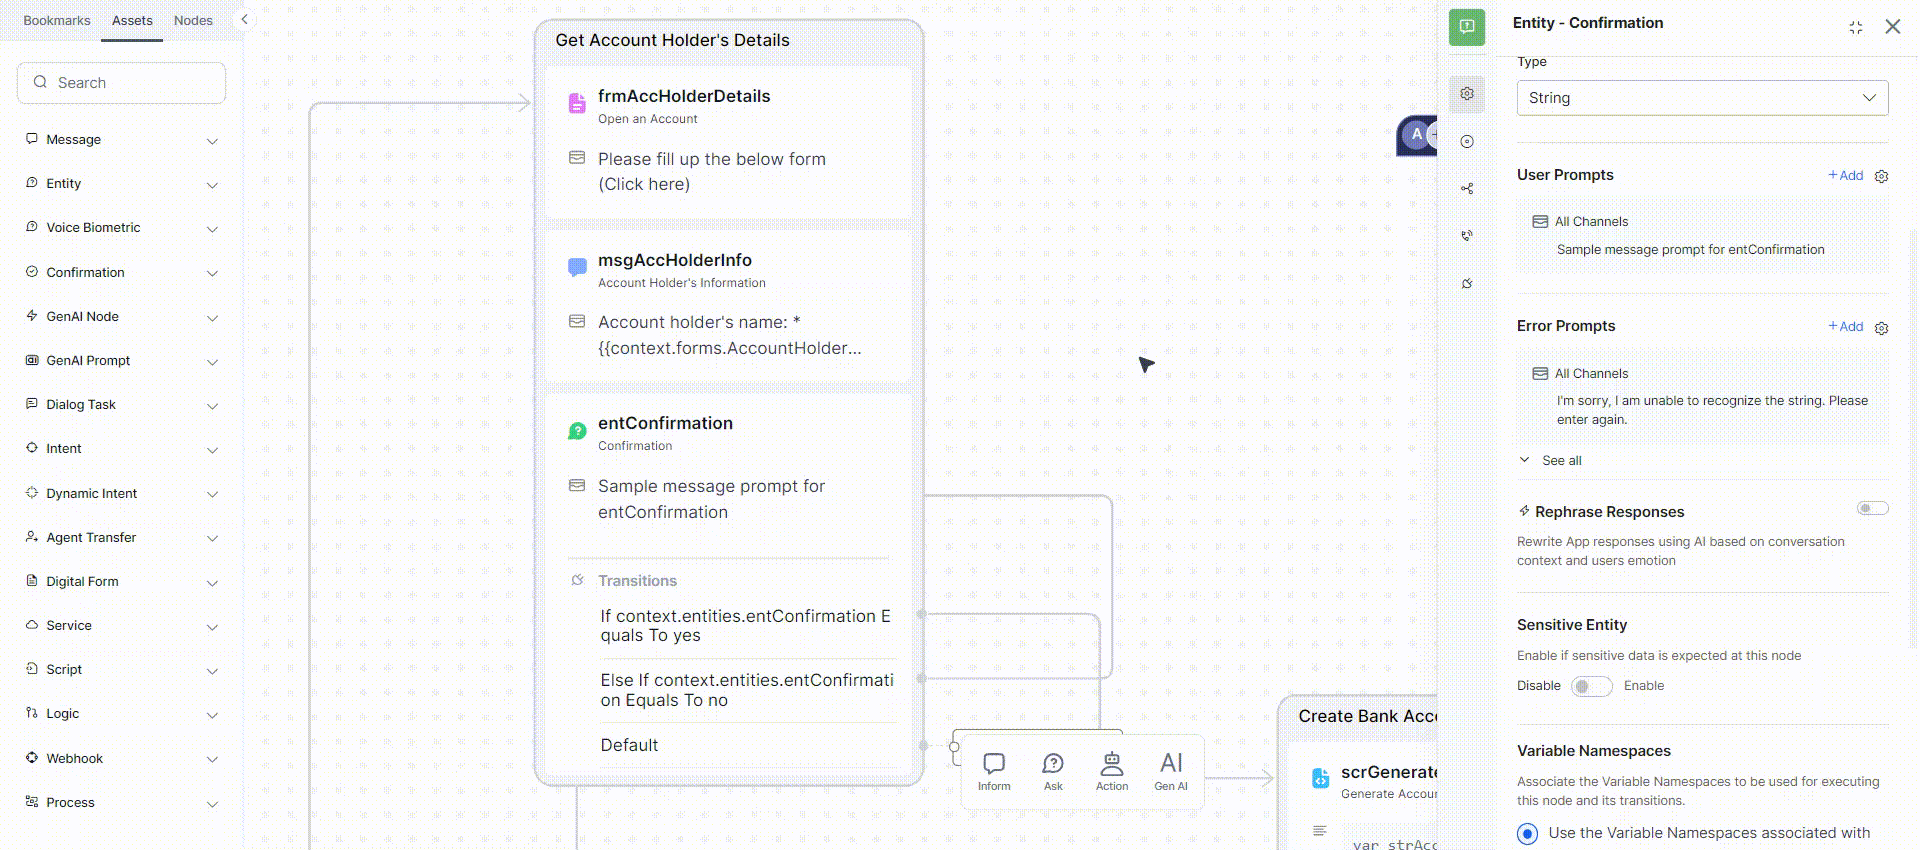 Bookmarks
Assets
Nodes
Search
Message
Entity
Voice Biometric
Confirmation
GenAI Node
GenAI Prompt
Dialog Task
Intent
Dynamic Intent
Agent Transfer
Digital Form
Service
Script
Logic
Webhook
Process
Get Account Holder's Details
frmAccHolderDetails
Open an Account
Please fill up the below form
(Click here)
msgAccHolderInfo
Account Holder's Information
Account holder's name: *
{{context.forms.AccountHolder...
entConfirmation
Confirmation
Sample message prompt for
entConfirmation
Transitions
If context.entities.entConfirmation E
quals To yes
Else If context.entities.entConfirmati
on Equals To no
Default
Inform
Ask
Action
AI
Gen AI
A
Create Bank Acc
scrGenerate
Generate Accou
var strAcc
Entity - Confirmation
Type
String
User Prompts
+ Add
All Channels
Sample message prompt for entConfirmation
Error Prompts
+ Add
All Channels
I'm sorry, I am unable to recognize the string. Please
enter again.
See all
Rephrase Responses
Rewrite App responses using AI based on conversation
context and users emotion
Sensitive Entity
Enable if sensitive data is expected at this node
Disable
Enable
Variable Namespaces
Associate the Variable Namespaces to be used for executing
this node and its transitions.
Use the Variable Namespaces associated with